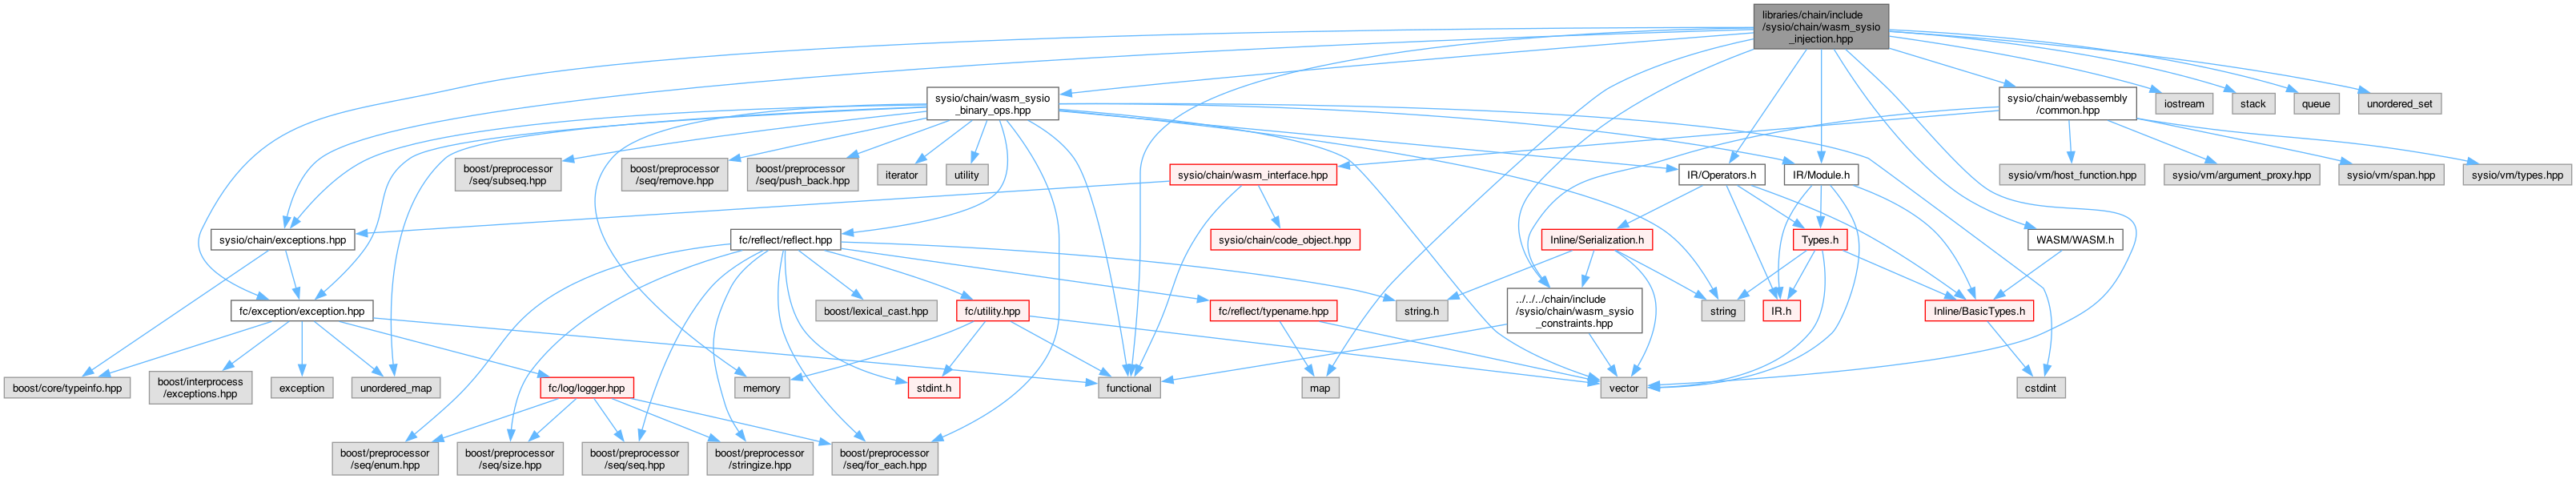 libraries/chain/include
/sysio/chain/wasm_sysio
_injection.hpp
sysio/chain/wasm_sysio
_binary_ops.hpp
sysio/chain/webassembly
/common.hpp
iostream
stack
queue
unordered_set
boost/preprocessor
/seq/subseq.hpp
boost/preprocessor
/seq/remove.hpp
boost/preprocessor
/seq/push_back.hpp
iterator
utility
sysio/chain/wasm_interface.hpp
IR/Operators.h
IR/Module.h
sysio/vm/host_function.hpp
sysio/vm/argument_proxy.hpp
sysio/vm/span.hpp
sysio/vm/types.hpp
sysio/chain/exceptions.hpp
fc/reflect/reflect.hpp
sysio/chain/code_object.hpp
Inline/Serialization.h
Types.h
WASM/WASM.h
fc/exception/exception.hpp
boost/lexical_cast.hpp
fc/utility.hpp
fc/reflect/typename.hpp
string.h
../../../chain/include
/sysio/chain/wasm_sysio
_constraints.hpp
string
IR.h
Inline/BasicTypes.h
boost/core/typeinfo.hpp
boost/interprocess
/exceptions.hpp
exception
unordered_map
fc/log/logger.hpp
memory
stdint.h
functional
map
vector
cstdint
boost/preprocessor
/seq/enum.hpp
boost/preprocessor
/seq/size.hpp
boost/preprocessor
/seq/seq.hpp
boost/preprocessor
/stringize.hpp
boost/preprocessor
/seq/for_each.hpp